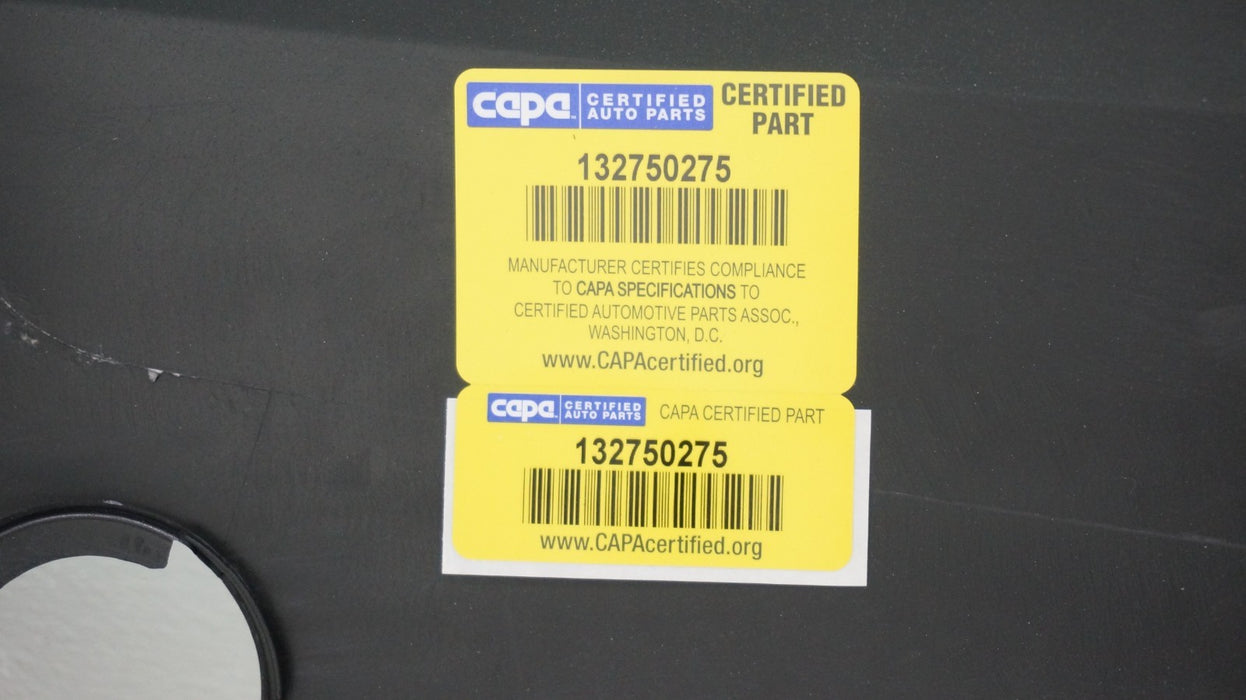 capa CERTIFIED AUTO PARTS
CERTIFIED PART
132750275
MANUFACTURER CERTIFIES COMPLIANCE
TO CAPA SPECIFICATIONS TO
CERTIFIED AUTOMOTIVE PARTS ASSOC.,
WASHINGTON, D.C.
www.CAPAcertified.org
capa CERTIFIED AUTO PARTS CAPA CERTIFIED PART
132750275
www.CAPAcertified.org